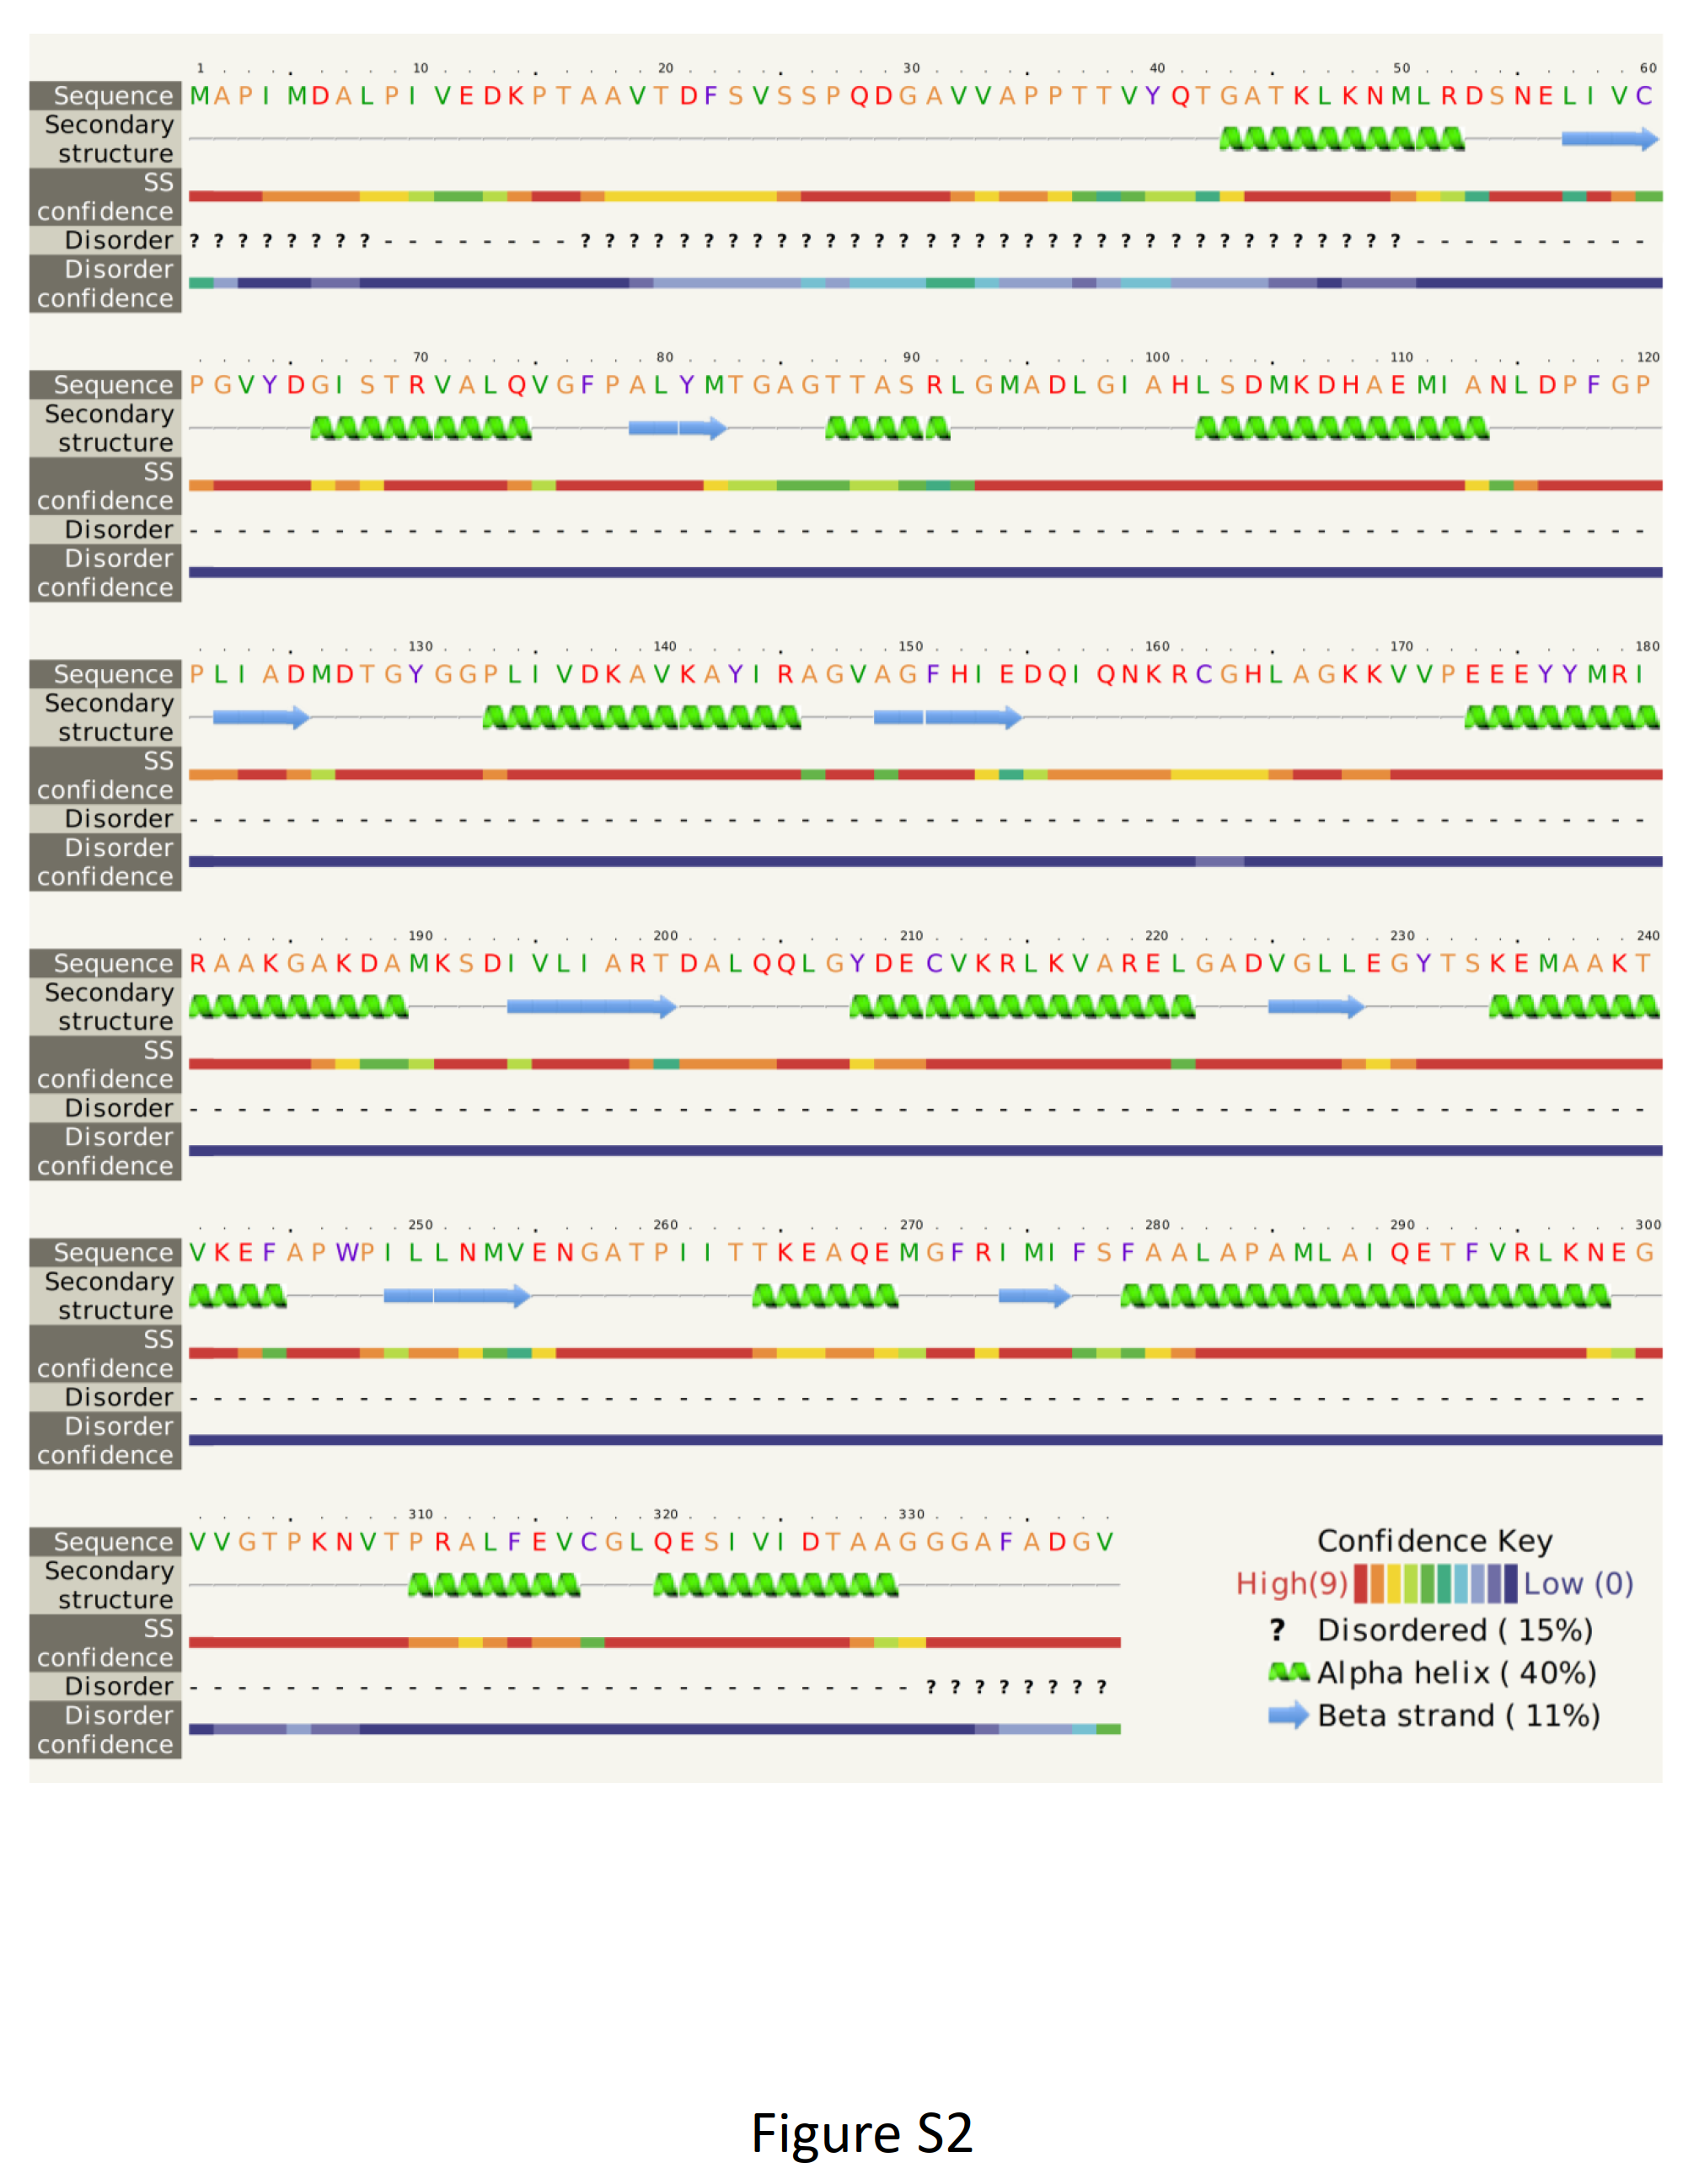 1 10 20 30 40 50 60
Sequence MAPIMDALPIVEDKPTAAVTDFSVSSPQDGAVVAPPTTVYQTGATKLKNMLRDSNELIVC
Secondary
structure
SS
confidence
Disorder ????????--------??????????????????????????????????----------
Disorder
confidence
70 80 90 100 110 120
Sequence PGVYDGISTRVALQVGFPALYMTGAGTTASRLGMADLGIAHLSDMKDHAEMIANLDPFGP
Secondary
structure
SS
confidence
Disorder ------------------------------------------------------------
Disorder
confidence
130 140 150 160 170 180
Sequence PLIADMDTGYGGPLIVDKAVKAYIRAGVAGFHIEDQIQNKRCGHLAGKKVVPEEEYYMRI
Secondary
structure
SS
confidence
Disorder ------------------------------------------------------------
Disorder
confidence
190 200 210 220 230 240
Sequence RAAKGAKDAMKSDIVLIARTDALQQLGYDECVKRLKVARELGADVGLLEGYTSKEMAAKT
Secondary
structure
SS
confidence
Disorder ------------------------------------------------------------
Disorder
confidence
250 260 270 280 290 300
Sequence VKEFAPWPILLNMVENGATPIITTKEAQEMGFRIMIFSFAALAPAMLAIQETFVRLKNEG
Secondary
structure
SS
confidence
Disorder ------------------------------------------------------------
Disorder
confidence
310 320 330
Sequence VVGTPKNVTPRALFEVCGLQESIVIDTAAGGGAFADGV
Secondary
structure
SS
confidence
Disorder ------------------------------????????
Disorder
confidence
Confidence Key
High(9) Low (0)
? Disordered ( 15%)
Alpha helix ( 40%)
Beta strand ( 11%)
Figure S2